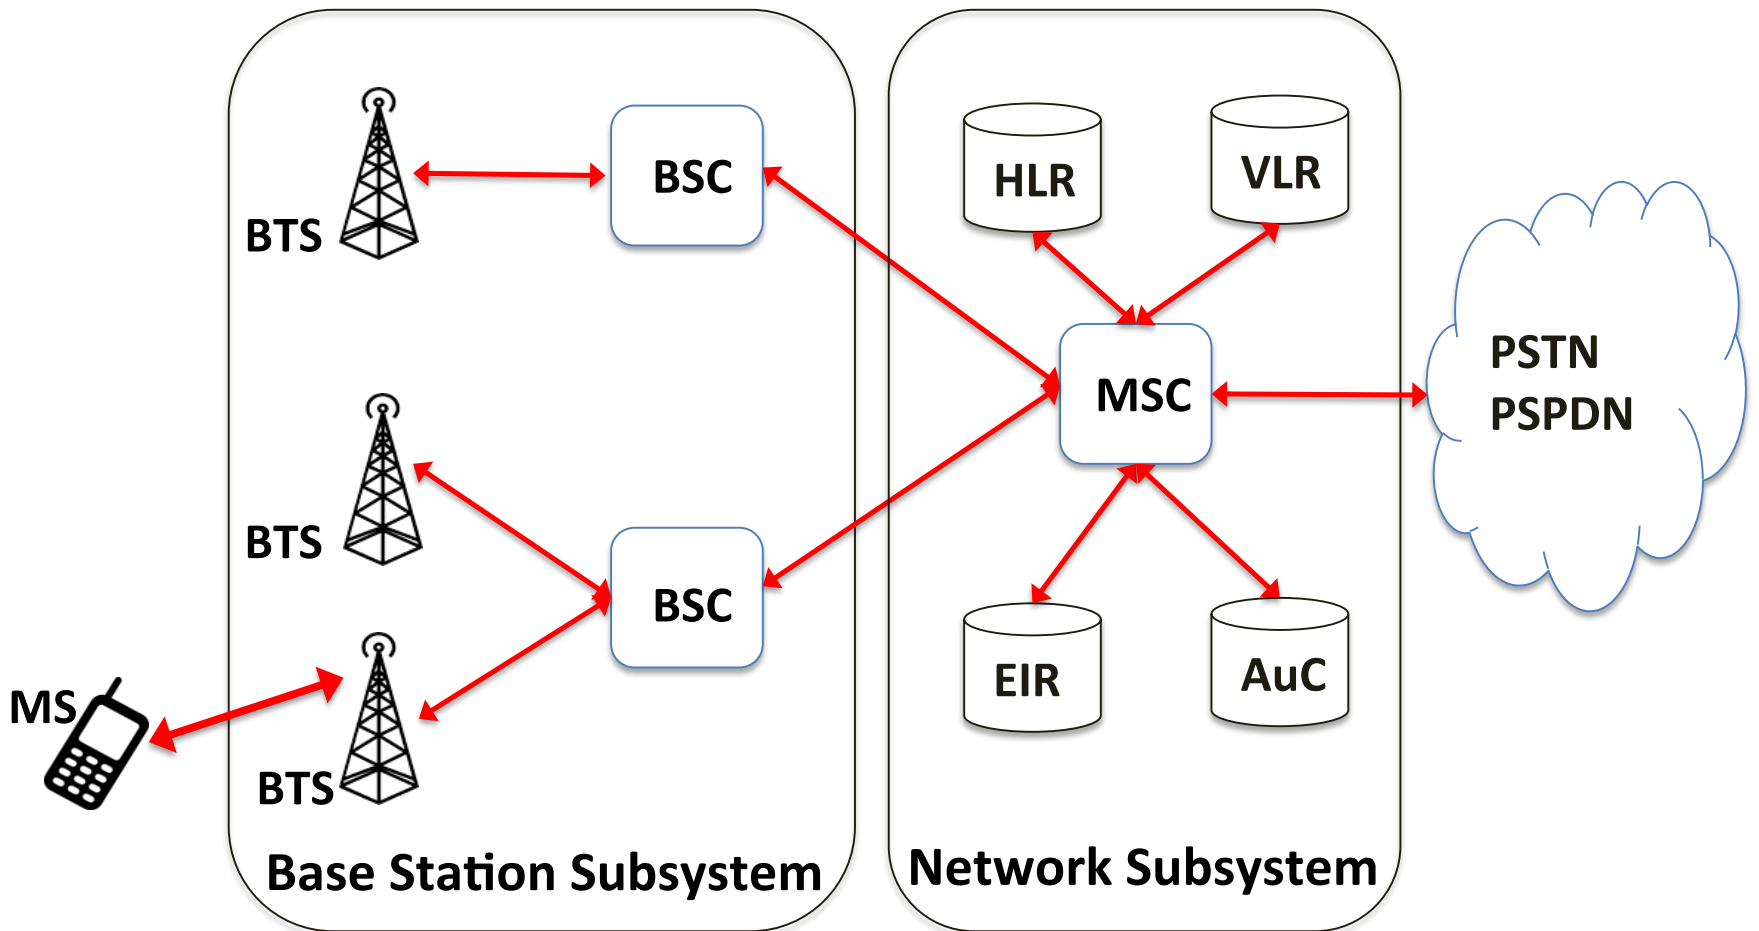 BTS
BSC
BTS
BSC
MS
BTS
Base Station Subsystem
HLR
VLR
MSC
EIR
AuC
Network Subsystem
PSTN
PSPDN